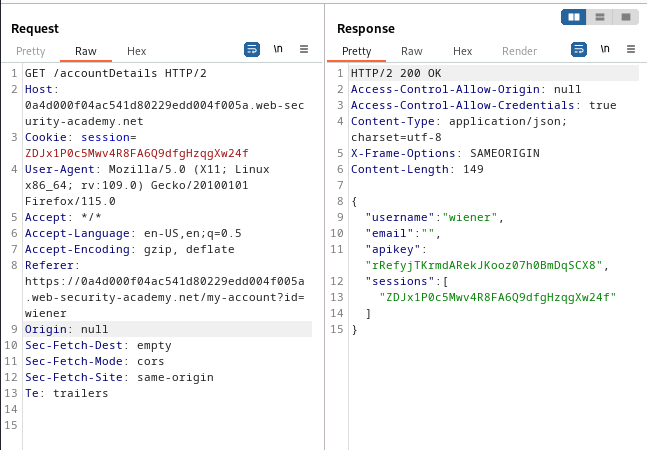 Request
Pretty Raw Hex \n
1 GET /accountDetails HTTP/2
2 Host:
0a4d000f04ac541d80229edd004f005a.web-sec
urity-academy.net
3 Cookie: session=
ZDJx1P0c5Mwv4R8FA6Q9dfgHzqgXw24f
4 User-Agent: Mozilla/5.0 (X11; Linux
x86_64; rv:109.0) Gecko/20100101
Firefox/115.0
5 Accept: */*
6 Accept-Language: en-US,en;q=0.5
7 Accept-Encoding: gzip, deflate
8 Referer:
https://0a4d000f04ac541d80229edd004f005a
.web-security-academy.net/my-account?id=
wiener
9 Origin: null
10 Sec-Fetch-Dest: empty
11 Sec-Fetch-Mode: cors
12 Sec-Fetch-Site: same-origin
13 Te: trailers
14
15
Response
Pretty Raw Hex Render \n
1 HTTP/2 200 OK
2 Access-Control-Allow-Origin: null
3 Access-Control-Allow-Credentials: true
4 Content-Type: application/json;
charset=utf-8
5 X-Frame-Options: SAMEORIGIN
6 Content-Length: 149
7
8 {
9 "username":"wiener",
10 "email":"",
11 "apikey":
"rRefyjTKrmdARekJKooz07h0BmDqSCX8",
12 "sessions":[
13 "ZDJx1P0c5Mwv4R8FA6Q9dfgHzqgXw24f"
14 ]
15 }